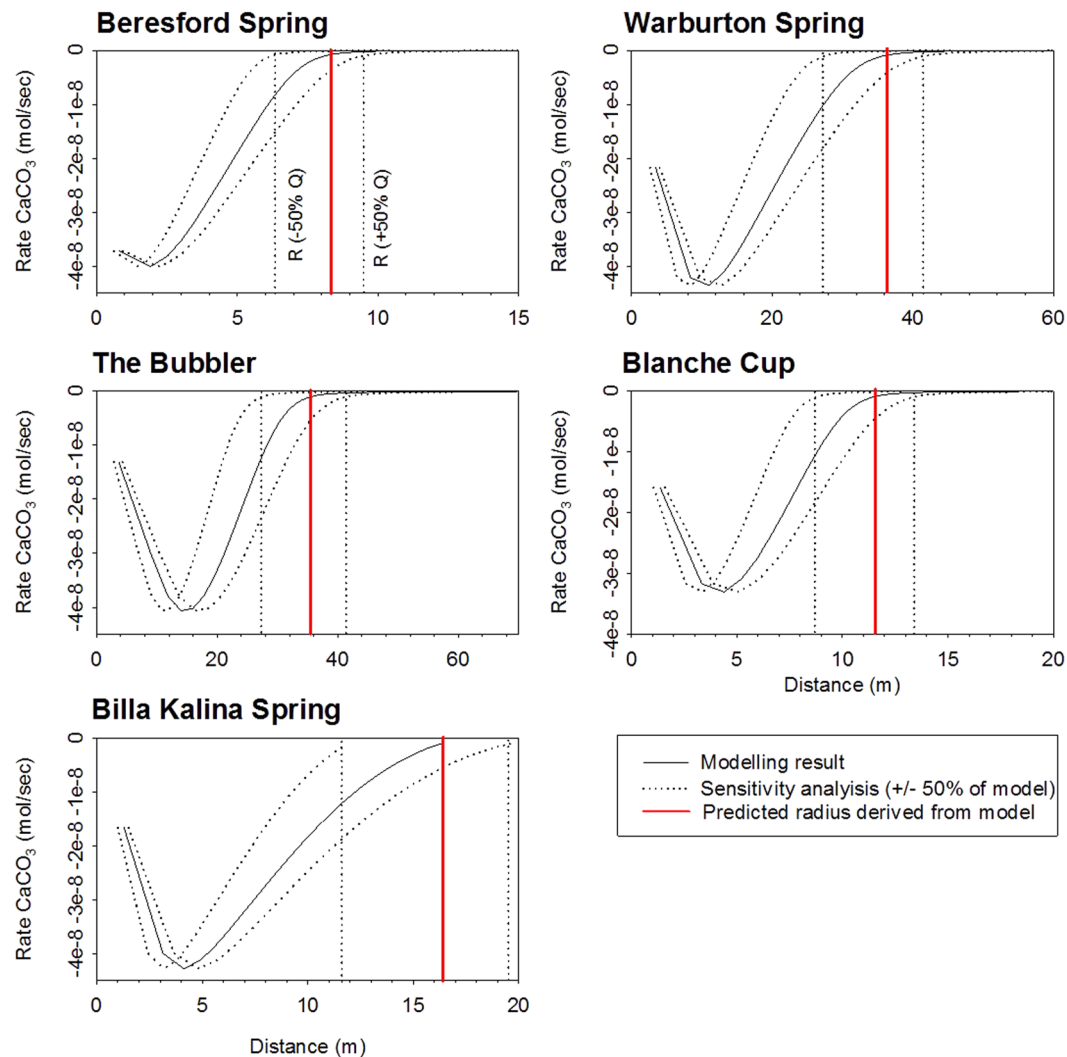 Beresford Spring
Rate CaCO₃ (mol/sec)
0
-1e-8
-2e-8
-3e-8
-4e-8
R (-50% Q)
R (+50% Q)
0 5 10 15
Warburton Spring
Rate CaCO₃ (mol/sec)
0
-1e-8
-2e-8
-3e-8
-4e-8
0 20 40 60
The Bubbler
Rate CaCO₃ (mol/sec)
0
-1e-8
-2e-8
-3e-8
-4e-8
0 20 40 60
Blanche Cup
Rate CaCO₃ (mol/sec)
0
-1e-8
-2e-8
-3e-8
-4e-8
0 5 10 15 20
Distance (m)
Billa Kalina Spring
Rate CaCO₃ (mol/sec)
0
-1e-8
-2e-8
-3e-8
-4e-8
0 5 10 15 20
Distance (m)
Modelling result
Sensitivity analyisis (+/- 50% of model)
Predicted radius derived from model